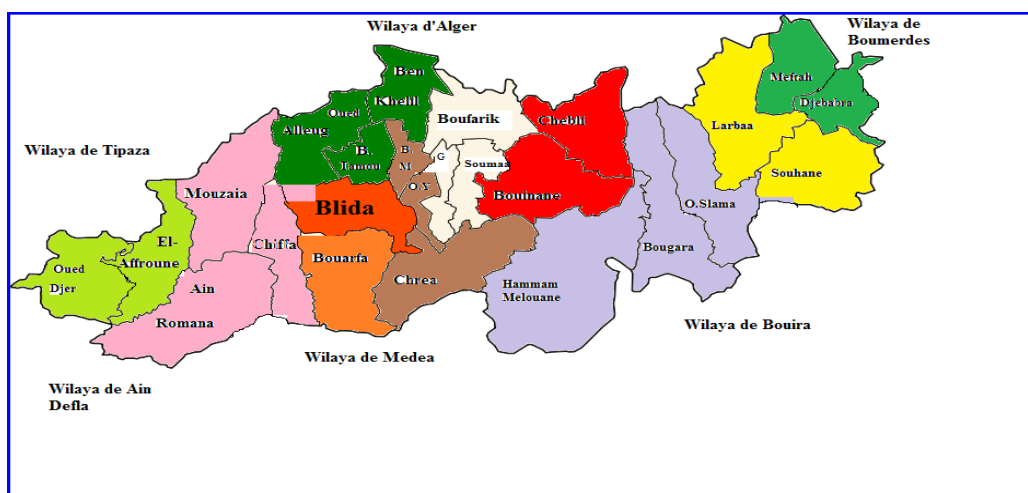 Wilaya d'Alger
Wilaya de
Boumerdes
Ben
Khelil
Meftah
Djebabra
Oued
Alleug
Boufarik
Chebli
Larbaa
Wilaya de Tipaza
B.
Tamou
B.
M
G
Soumaa
Souhane
Mouzaia
O.Y
Bouinane
O.Slama
Blida
El-
Affroune
Chiffa
Bouarfa
Bougara
Oued
Djer
Ain
Romana
Chrea
Hammam
Melouane
Wilaya de Bouira
Wilaya de Medea
Wilaya de Ain
Defla